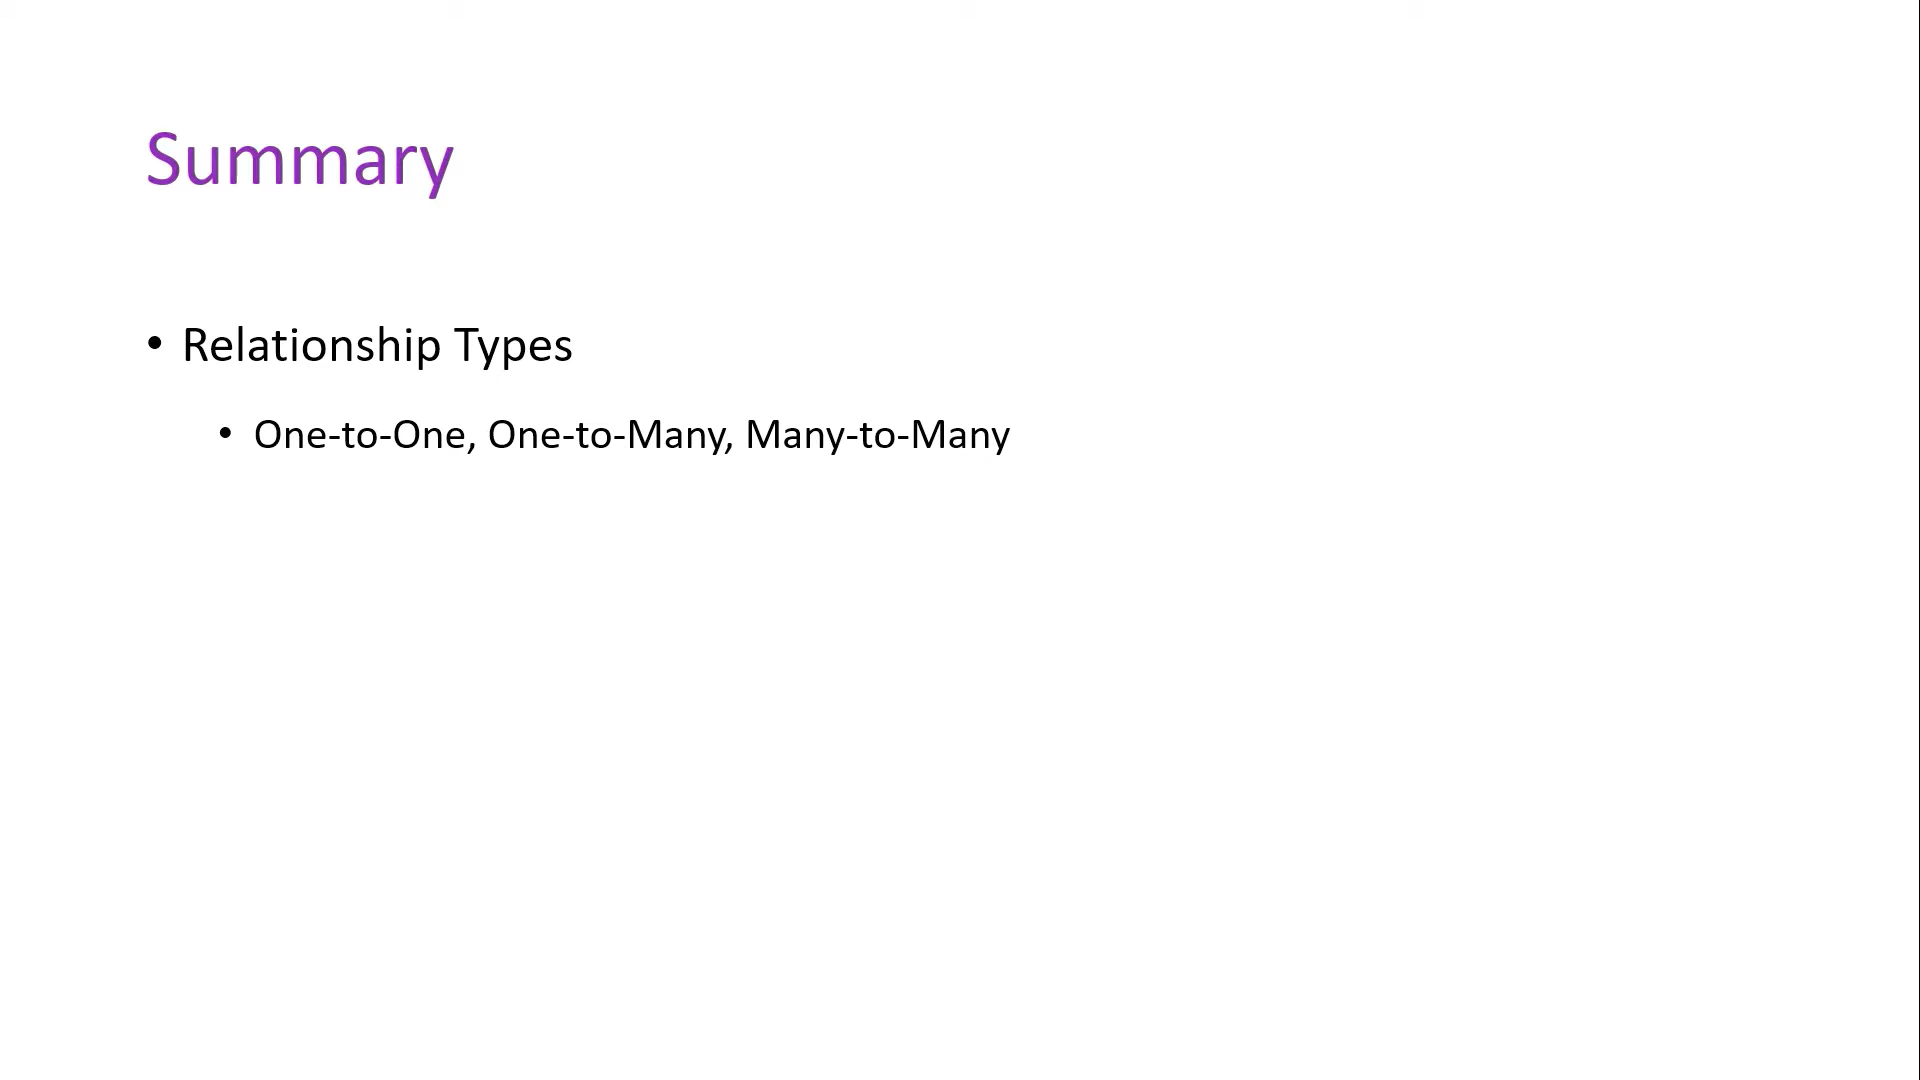 Summary
• Relationship Types
• One-to-One, One-to-Many, Many-to-Many